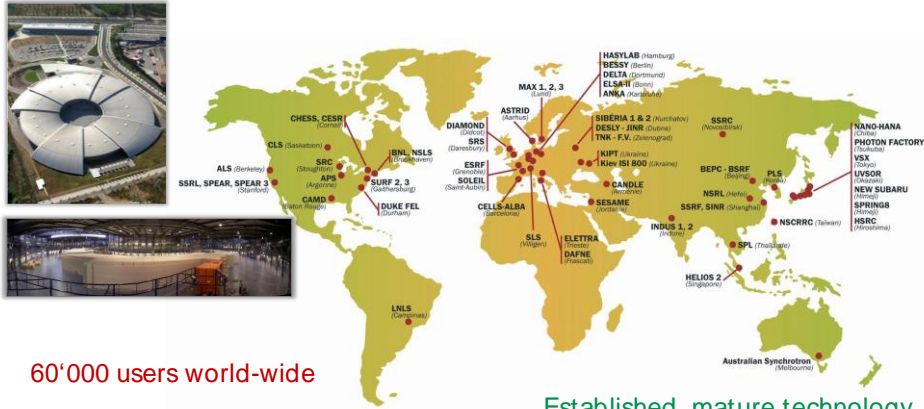 HASYLAB (Hamburg)
BESSY (Berlin)
DELTA (Dortmund)
ELSA-II (Bonn)
ANKA (Karlsruhe)
MAX 1, 2, 3
(Lund)
ASTRID
(Aarhus)
CHESS, CESR
(Cornell)
DIAMOND
(Didcot)
SRS
(Daresbury)
SIBÉRIA 1 & 2 (Kurchatov)
DESLY - JINR (Dubna)
TNK - F.V. (Zelenograd)
SSRC
(Novosibirsk)
NANO-HANA
(Chiba)
PHOTON FACTORY
(Tsukuba)
VSX
(Tokyo)
UVSOR
(Okazaki)
NEW SUBARU
(Himeji)
SPRING8
(Himeji)
HSRC
(Hiroshima)
CLS (Saskatoon)
BNL, NSLS
(Brookhaven)
ESRF
(Grenoble)
SOLEIL
(Saint-Aubin)
KIPT (Ukraine)
Kiev ISI 800 (Ukraine)
ALS (Berkeley)
SSRL, SPEAR, SPEAR 3
(Stanford)
SRC
(Stoughton)
APS
(Argonne)
CAMD
(Baton Rouge)
SURF 2, 3
(Gaithersburg)
DUKE FEL
(Durham)
CANDLE
(Arménie)
SESAME
(Jordanie)
BEPC - BSRF
(Beijing)
PLS
(Korea)
NSRL (Hefei)
SSRF, SINR (Shanghai)
CELLS-ALBA
(Barcelona)
SLS
(Villigen)
ELETTRA
(Trieste)
DAFNE
(Frascati)
INDUS 1, 2
(Indore)
NSCRRC (Taiwan)
SPL (Thaïlande)
HELIOS 2
(Singapore)
LNLS
(Campinas)
Australian Synchrotron
(Melbourne)
60‘000 users world-wide
Established, mature technology